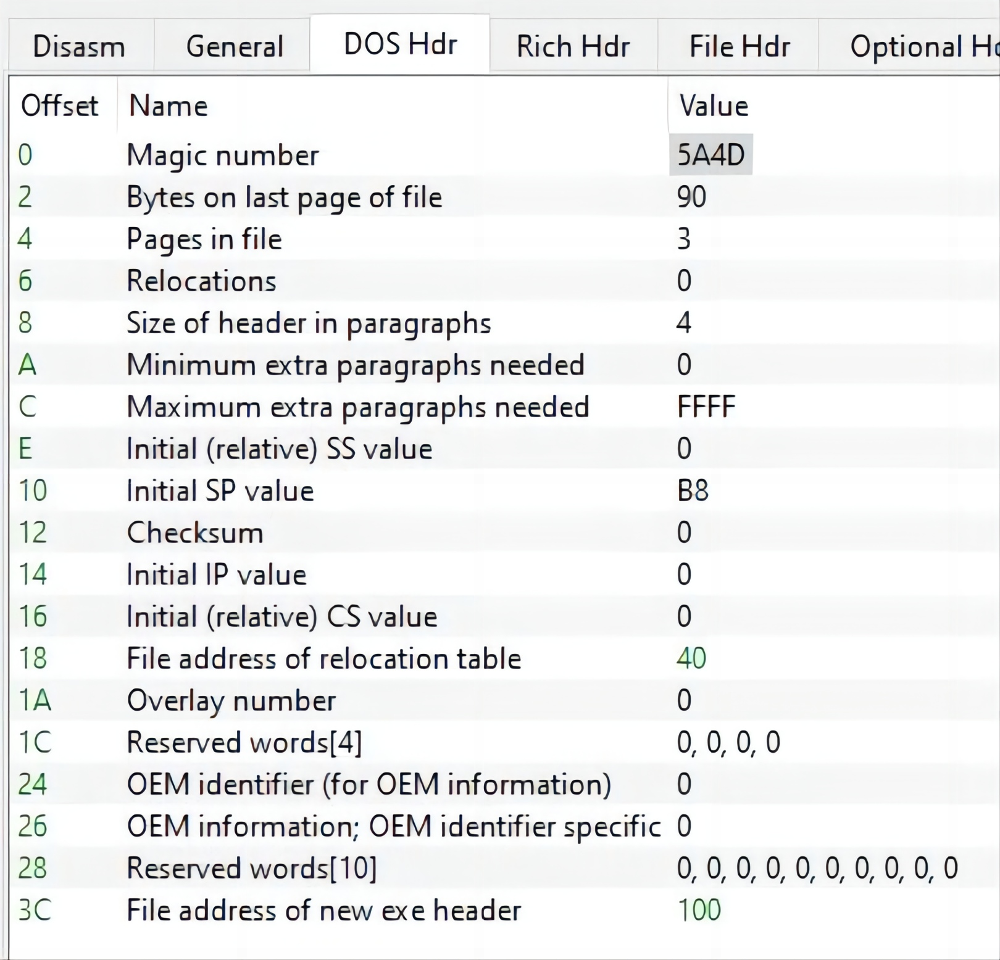 Disasm General DOS Hdr Rich Hdr File Hdr Optional
Offset Name Value
0 Magic number 5A4D
2 Bytes on last page of file 90
4 Pages in file 3
6 Relocations 0
8 Size of header in paragraphs 4
A Minimum extra paragraphs needed 0
C Maximum extra paragraphs needed FFFF
E Initial (relative) SS value 0
10 Initial SP value B8
12 Checksum 0
14 Initial IP value 0
16 Initial (relative) CS value 0
18 File address of relocation table 40
1A Overlay number 0
1C Reserved words[4] 0, 0, 0, 0
24 OEM identifier (for OEM information) 0
26 OEM information; OEM identifier specific 0
28 Reserved words[10] 0, 0, 0, 0, 0, 0, 0, 0, 0, 0
3C File address of new exe header 100